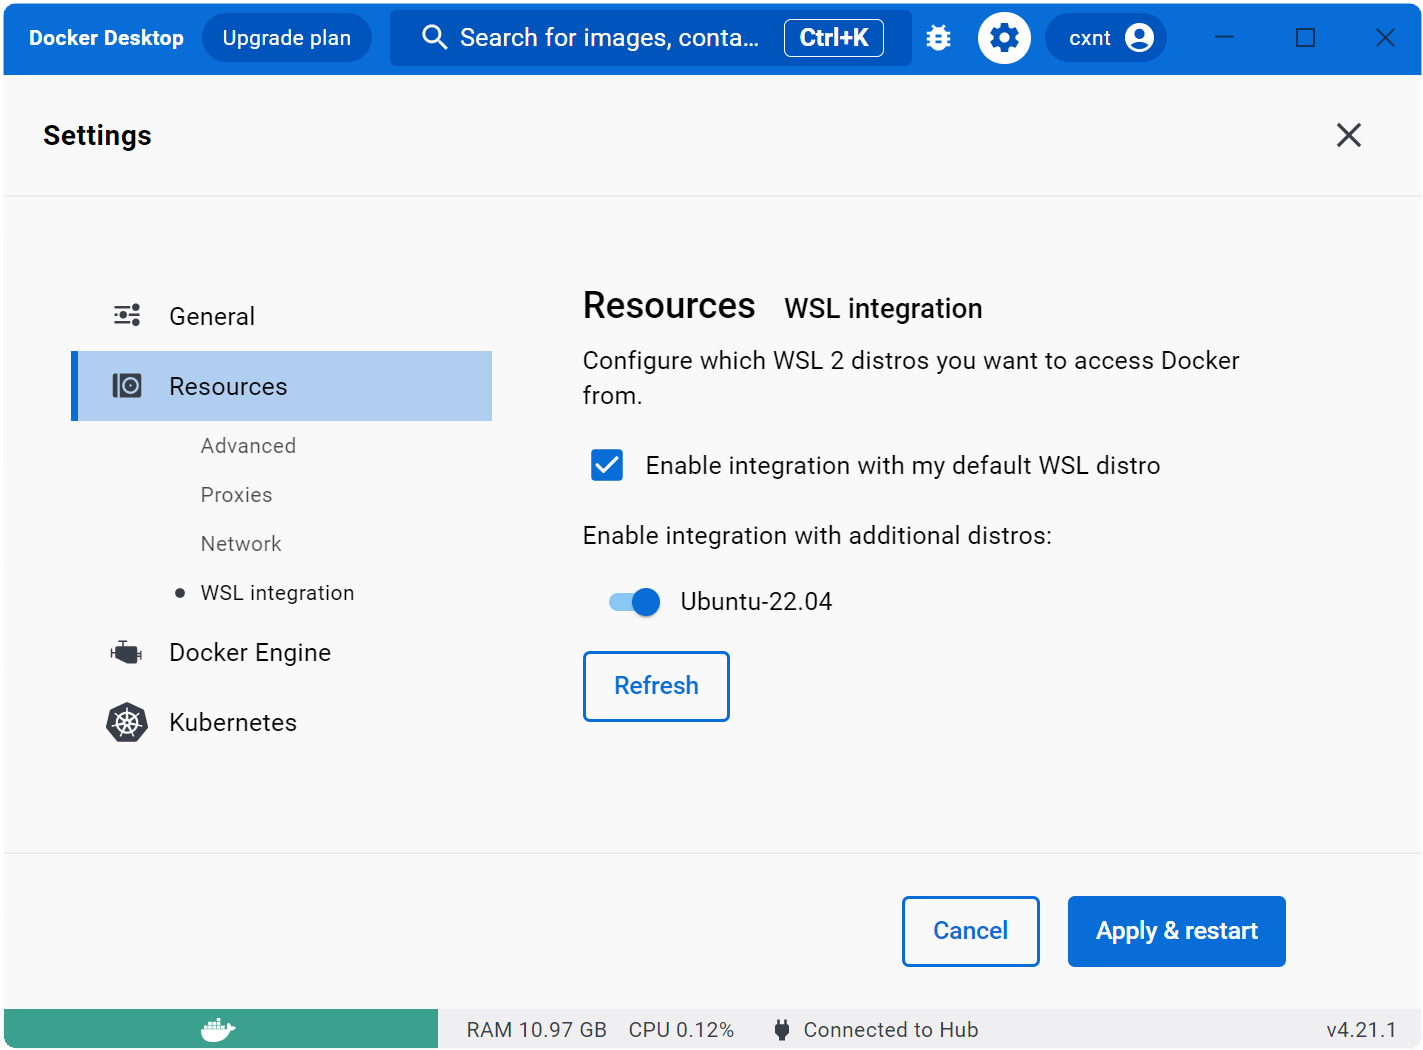 Docker Desktop Upgrade plan Search for images, conta... Ctrl+K cxnt
Settings
General
Resources
Advanced
Proxies
Network
WSL integration
Docker Engine
Kubernetes
Resources WSL integration
Configure which WSL 2 distros you want to access Docker
from.
Enable integration with my default WSL distro
Enable integration with additional distros:
Ubuntu-22.04
Refresh
Cancel Apply & restart
RAM 10.97 GB CPU 0.12% Connected to Hub v4.21.1